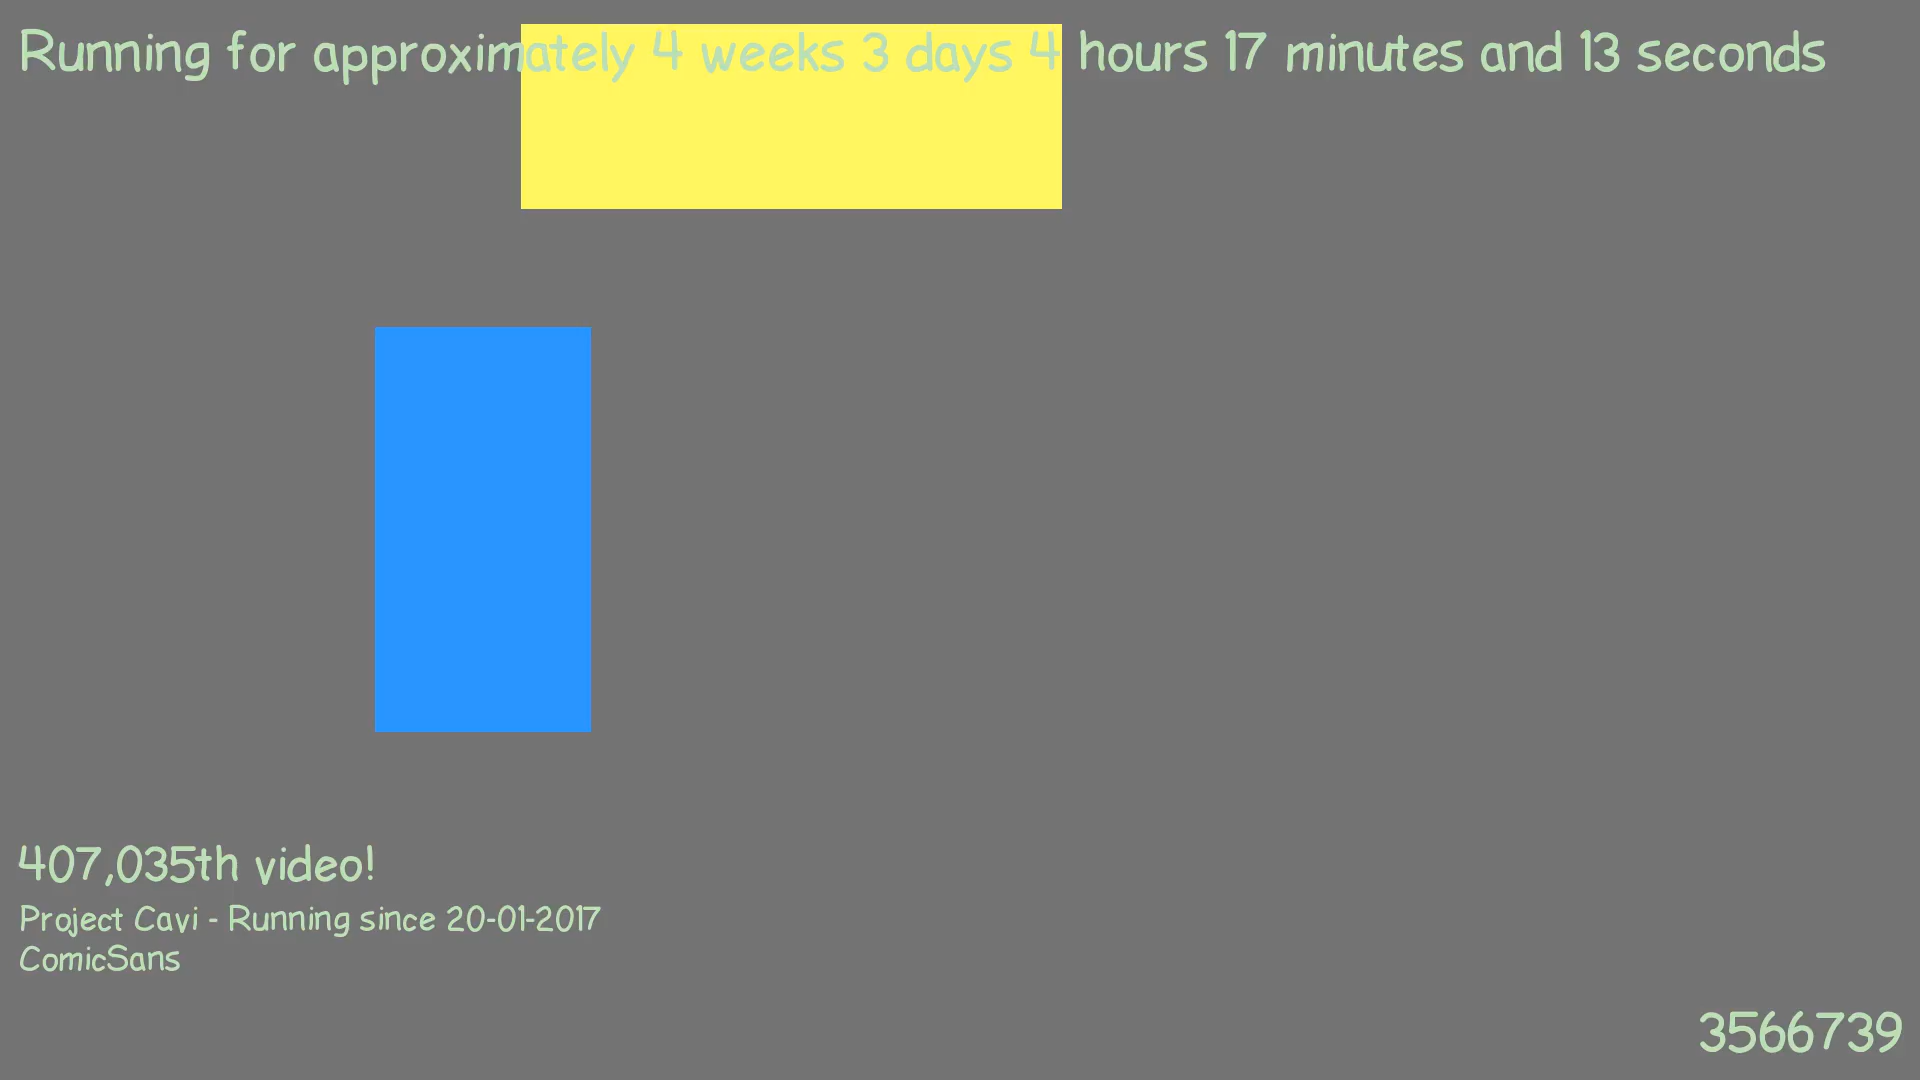 Running for approximately 4 weeks 3 days 4 hours 17 minutes and 13 seconds
407,035th video!
Project Cavi - Running since 20-01-2017
ComicSans
3566739